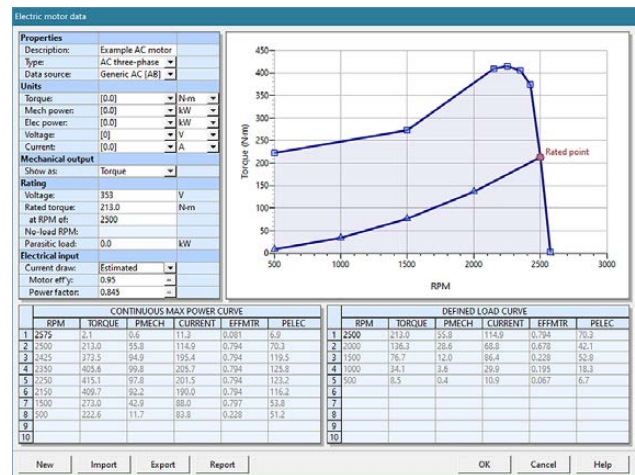 Electric motor data
Properties
Description: Example AC motor
Type: AC three-phase
Data source: Generic AC [AB]
Units
Torque: [0.0] N·m
Mech power: [0.0] kW
Elec power: [0.0] kW
Voltage: [0] V
Current: [0.0] A
Mechanical output
Show as: Torque
Rating
Voltage: 353 V
Rated torque: 213.0 N·m
at RPM of: 2500
No-load RPM:
Parasitic load: 0.0 kW
Electrical input
Current draw: Estimated
Motor eff'y: 0.95
Power factor: 0.845
Torque (N·m)
450
400
350
300
250
200
150
100
50
0
500 1000 1500 2000 2500 3000
RPM
Rated point
CONTINUOUS MAX POWER CURVE
RPM TORQUE PMECH CURRENT EFFMTR PELEC
1 2575 2.1 0.6 11.3 0.081 6.9
2 2500 213.0 55.8 114.9 0.794 70.3
3 2425 373.5 94.9 195.4 0.794 119.5
4 2350 405.6 99.8 205.7 0.794 125.8
5 2250 415.1 97.8 201.5 0.794 123.2
6 2150 409.7 92.2 190.0 0.794 116.2
7 1500 273.0 42.9 88.0 0.797 53.8
8 500 222.6 11.7 83.8 0.228 51.2
9
10
DEFINED LOAD CURVE
RPM TORQUE PMECH CURRENT EFFMTR PELEC
1 2500 213.0 55.8 114.9 0.794 70.3
2 2000 136.3 28.6 68.8 0.678 42.1
3 1500 76.7 12.0 86.4 0.228 52.8
4 1000 34.1 3.6 29.9 0.195 18.3
5 500 8.5 0.4 10.9 0.067 6.7
6
7
8
9
10
New Import Export Report OK Cancel Help